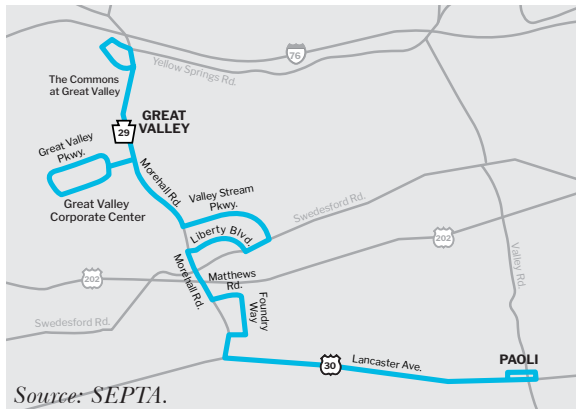 76
Yellow Springs Rd.
The Commons
at Great Valley
GREAT
VALLEY
29
Great Valley
Pkwy.
Morehall Rd.
Great Valley
Corporate Center
Valley Stream
Pkwy.
Swedesford Rd.
Liberty Blvd.
202
Valley Rd.
202
Morehall Rd.
Matthews
Rd.
Foundry
Way
Swedesford Rd.
30
Lancaster Ave.
PAOLI
Source: SEPTA.